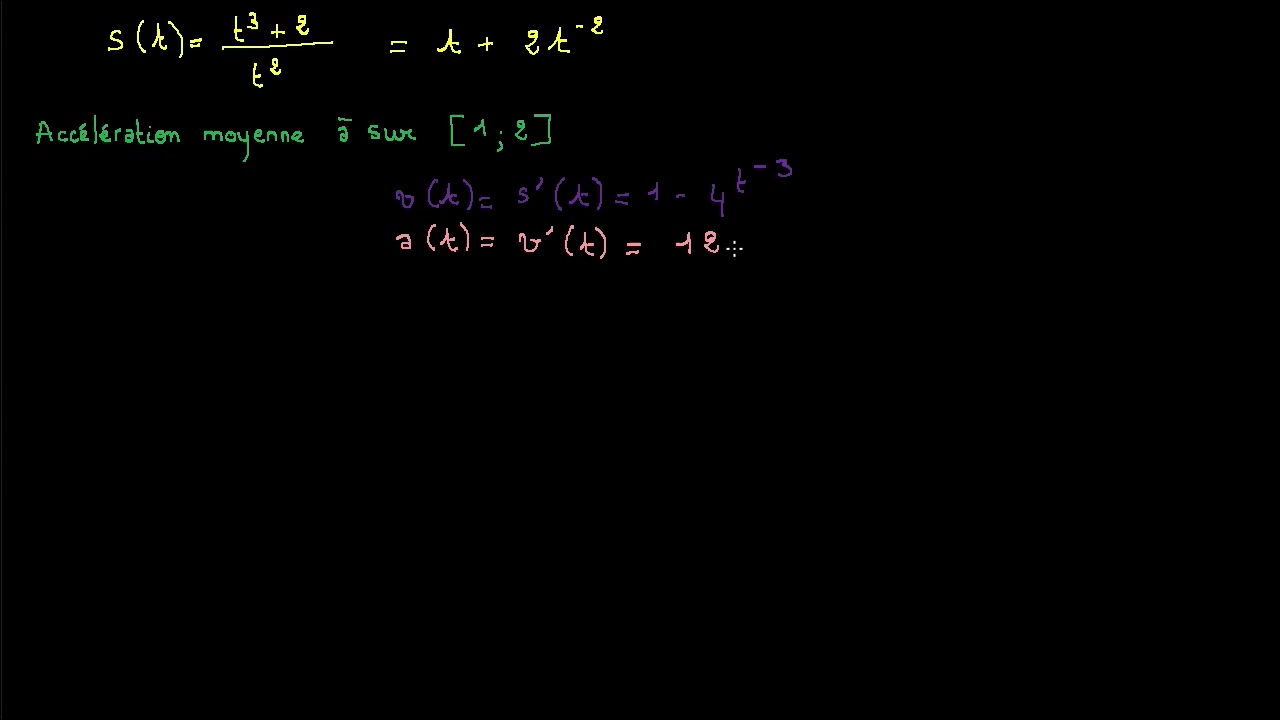 s(t) = (t³ + 2)/t² = t + 2t⁻²
Accélération moyenne ā sur [1 ; 2]
v(t) = s'(t) = 1 - 4t⁻³
a(t) = v'(t) = 12